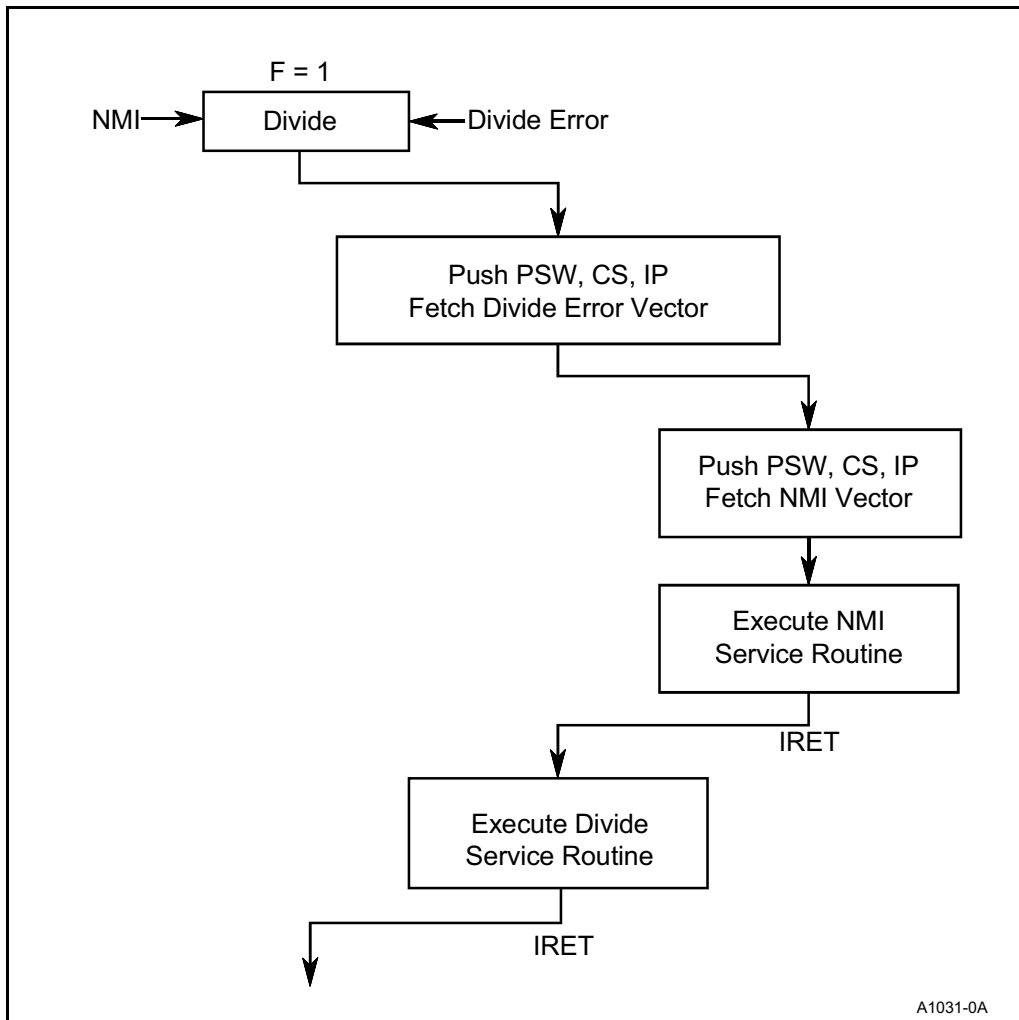 F = 1
NMI
Divide
Divide Error
Push PSW, CS, IP
Fetch Divide Error Vector
Push PSW, CS, IP
Fetch NMI Vector
Execute NMI
Service Routine
IRET
Execute Divide
Service Routine
IRET
A1031-0A